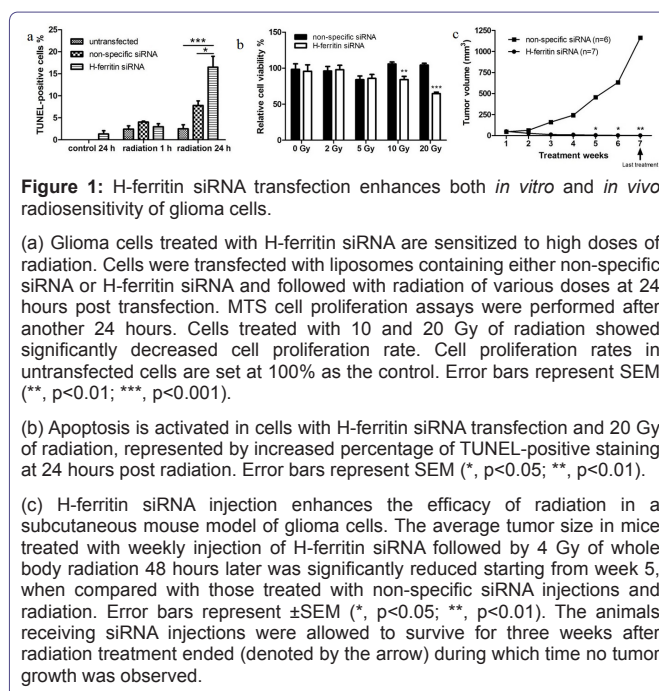 a
untransfected
non-specific siRNA
H-ferritin siRNA
***
*
TUNEL-positive cells %
25
20
15
10
5
0
control 24 h
radiation 1 h
radiation 24 h
b
non-specific siRNA
H-ferritin siRNA
**
***
Relative cell viability %
100
50
0
0 Gy
2 Gy
5 Gy
10 Gy
20 Gy
c
non-specific siRNA (n=6)
H-ferritin siRNA (n=7)
Tumor volume (mm3)
1250
1000
750
500
250
0
* * **
1 2 3 4 5 6 7
Treatment weeks
Last treatment
Figure 1: H-ferritin siRNA transfection enhances both in vitro and in vivo
radiosensitivity of glioma cells.
(a) Glioma cells treated with H-ferritin siRNA are sensitized to high doses of
radiation. Cells were transfected with liposomes containing either non-specific
siRNA or H-ferritin siRNA and followed with radiation of various doses at 24
hours post transfection. MTS cell proliferation assays were performed after
another 24 hours. Cells treated with 10 and 20 Gy of radiation showed
significantly decreased cell proliferation rate. Cell proliferation rates in
untransfected cells are set at 100% as the control. Error bars represent SEM
(**, p<0.01; ***, p<0.001).
(b) Apoptosis is activated in cells with H-ferritin siRNA transfection and 20 Gy
of radiation, represented by increased percentage of TUNEL-positive staining
at 24 hours post radiation. Error bars represent SEM (*, p<0.05; **, p<0.01).
(c) H-ferritin siRNA injection enhances the efficacy of radiation in a
subcutaneous mouse model of glioma cells. The average tumor size in mice
treated with weekly injection of H-ferritin siRNA followed by 4 Gy of whole
body radiation 48 hours later was significantly reduced starting from week 5,
when compared with those treated with non-specific siRNA injections and
radiation. Error bars represent ±SEM (*, p<0.05; **, p<0.01). The animals
receiving siRNA injections were allowed to survive for three weeks after
radiation treatment ended (denoted by the arrow) during which time no tumor
growth was observed.